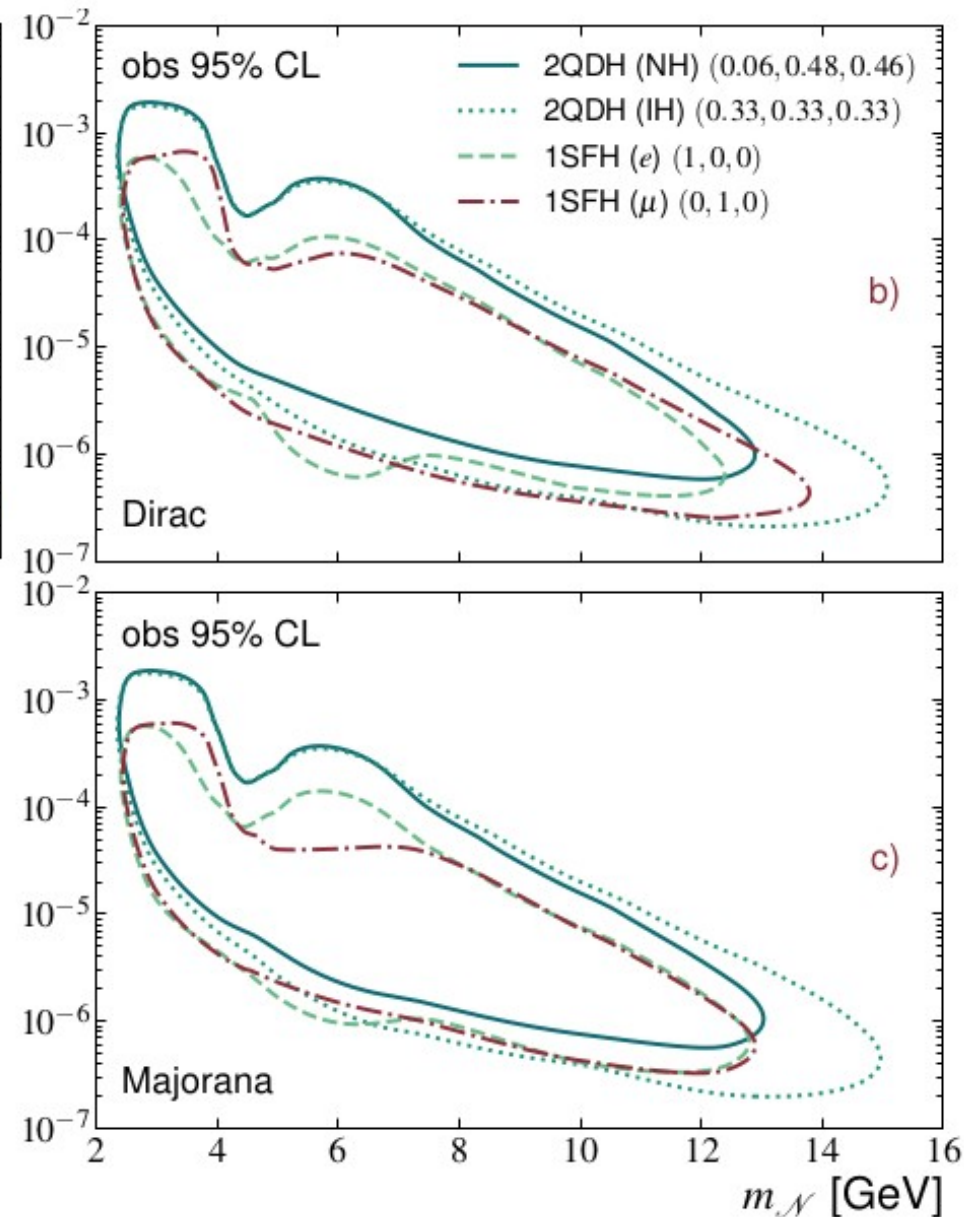 10⁻²
obs 95% CL
2QDH (NH) (0.06, 0.48, 0.46)
2QDH (IH) (0.33, 0.33, 0.33)
1SFH (e) (1, 0, 0)
1SFH (μ) (0, 1, 0)
10⁻³
10⁻⁴
b)
10⁻⁵
10⁻⁶
Dirac
10⁻⁷
10⁻²
obs 95% CL
10⁻³
10⁻⁴
c)
10⁻⁵
10⁻⁶
Majorana
10⁻⁷
2 4 6 8 10 12 14 16
m𝒩 [GeV]